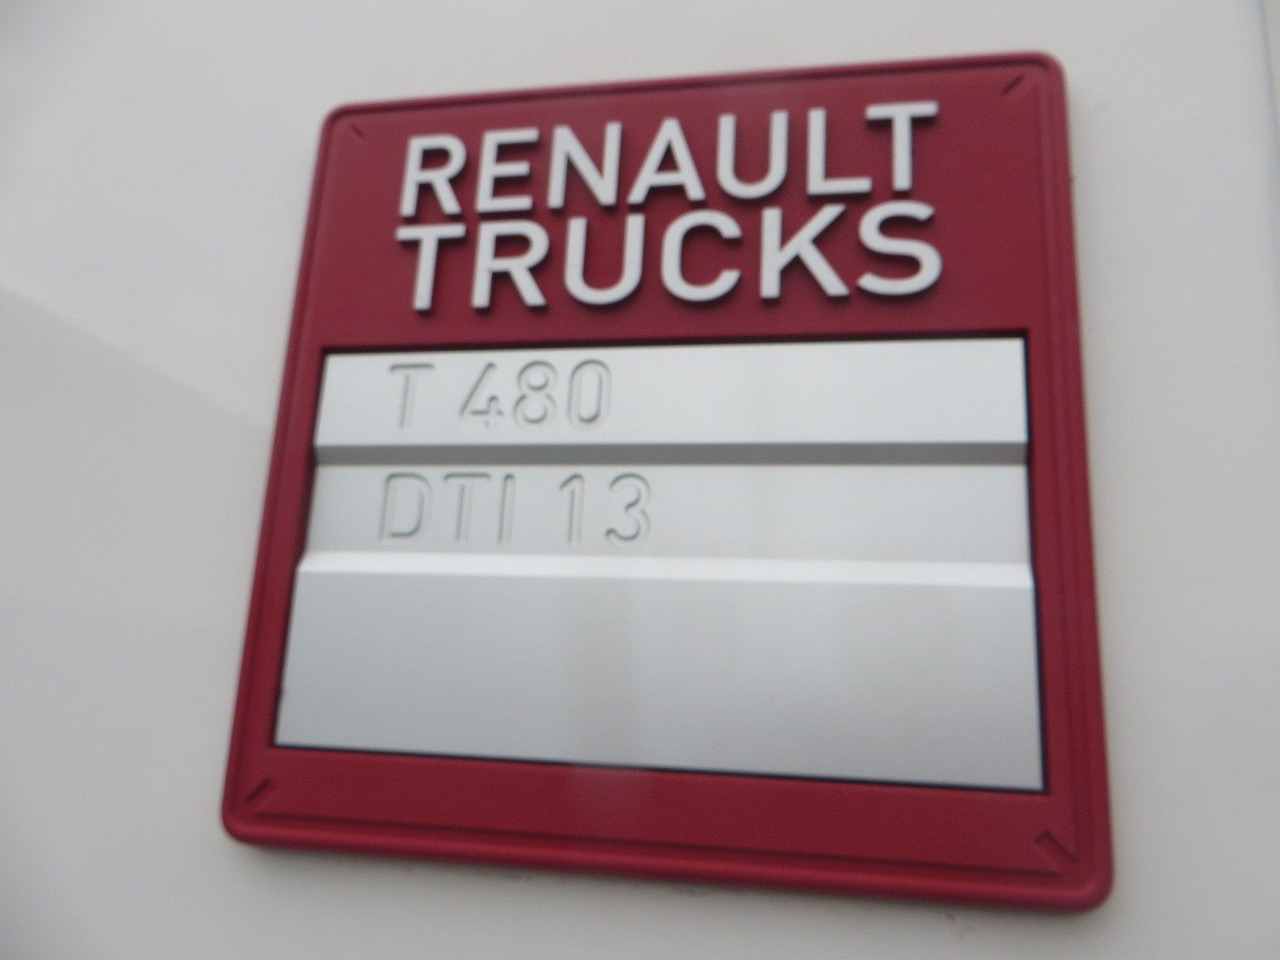 RENAULT
TRUCKS
T 480
DTI 13